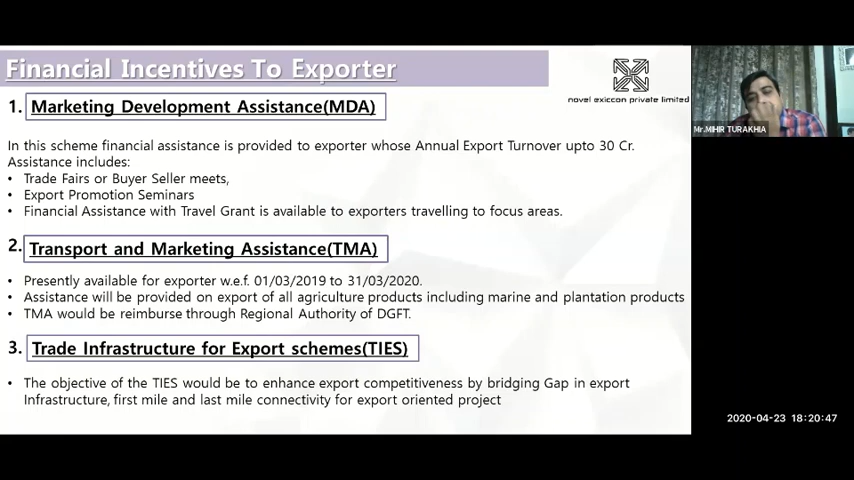 Financial Incentives To Exporter
novel exiccon private limited
1. Marketing Development Assistance(MDA)
In this scheme financial assistance is provided to exporter whose Annual Export Turnover upto 30 Cr.
Assistance includes:
• Trade Fairs or Buyer Seller meets,
• Export Promotion Seminars
• Financial Assistance with Travel Grant is available to exporters travelling to focus areas.
2. Transport and Marketing Assistance(TMA)
• Presently available for exporter w.e.f. 01/03/2019 to 31/03/2020.
• Assistance will be provided on export of all agriculture products including marine and plantation products
• TMA would be reimburse through Regional Authority of DGFT.
3. Trade Infrastructure for Export schemes(TIES)
• The objective of the TIES would be to enhance export competitiveness by bridging Gap in export
Infrastructure, first mile and last mile connectivity for export oriented project
Mr.MIHIR TURAKHIA
2020-04-23 18:20:47